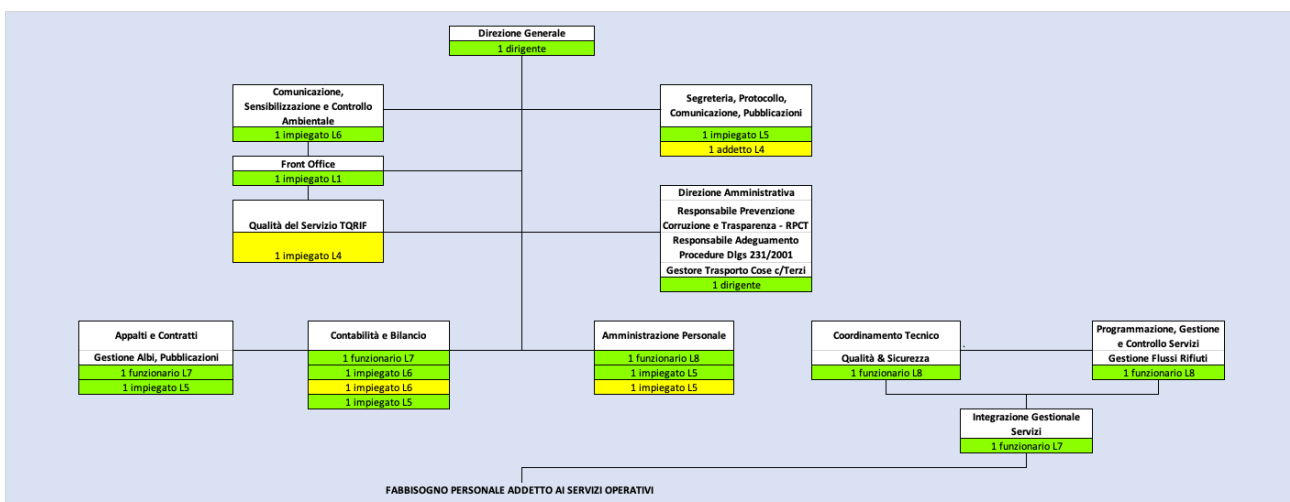 Direzione Generale
1 dirigente
Comunicazione,
Sensibilizzazione e Controllo
Ambientale
1 impiegato L6
Segreteria, Protocollo,
Comunicazione, Pubblicazioni
1 impiegato L5
1 addetto L4
Front Office
1 impiegato L1
Qualità del Servizio TQRIF
1 impiegato L4
Direzione Amministrativa
Responsabile Prevenzione
Corruzione e Trasparenza - RPCT
Responsabile Adeguamento
Procedure Dlgs 231/2001
Gestore Trasporto Cose c/Terzi
1 dirigente
Appalti e Contratti
Gestione Albi, Pubblicazioni
1 funzionario L7
1 impiegato L5
Contabilità e Bilancio
1 funzionario L7
1 impiegato L6
1 impiegato L6
1 impiegato L5
Amministrazione Personale
1 funzionario L8
1 impiegato L5
1 impiegato L5
Coordinamento Tecnico
Qualità & Sicurezza
1 funzionario L8
Programmazione, Gestione
e Controllo Servizi
Gestione Flussi Rifiuti
1 funzionario L8
Integrazione Gestionale
Servizi
1 funzionario L7
FABBISOGNO PERSONALE ADDETTO AI SERVIZI OPERATIVI